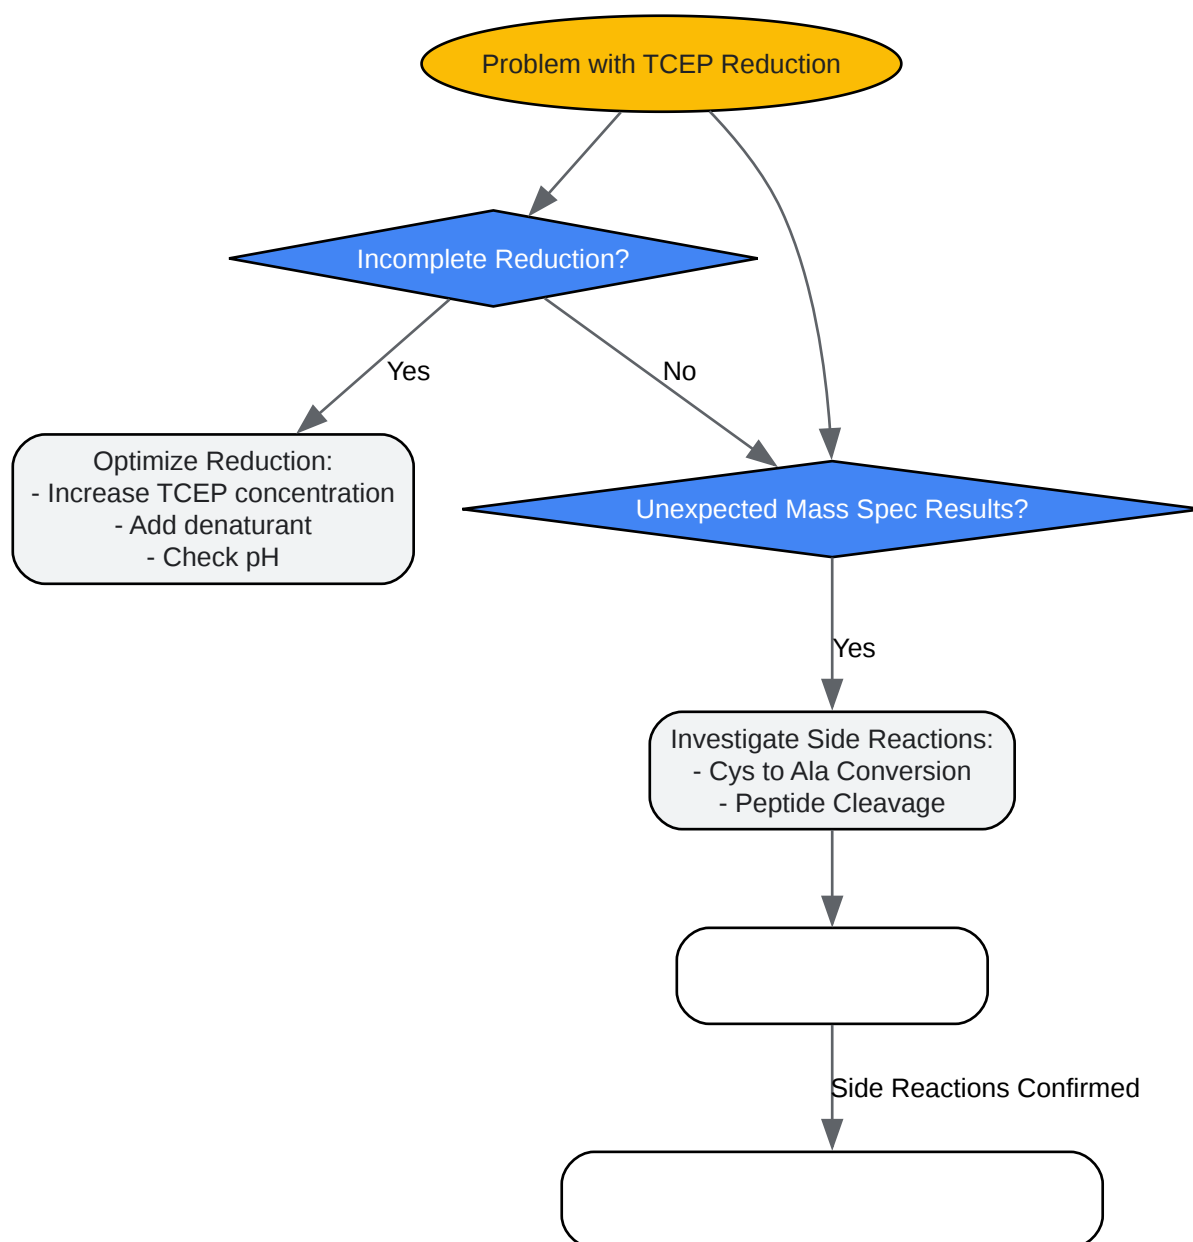 Problem with TCEP Reduction
Incomplete Reduction?
Yes
No
Optimize Reduction:
- Increase TCEP concentration
- Add denaturant
- Check pH
Unexpected Mass Spec Results?
Yes
Investigate Side Reactions:
- Cys to Ala Conversion
- Peptide Cleavage
Side Reactions Confirmed